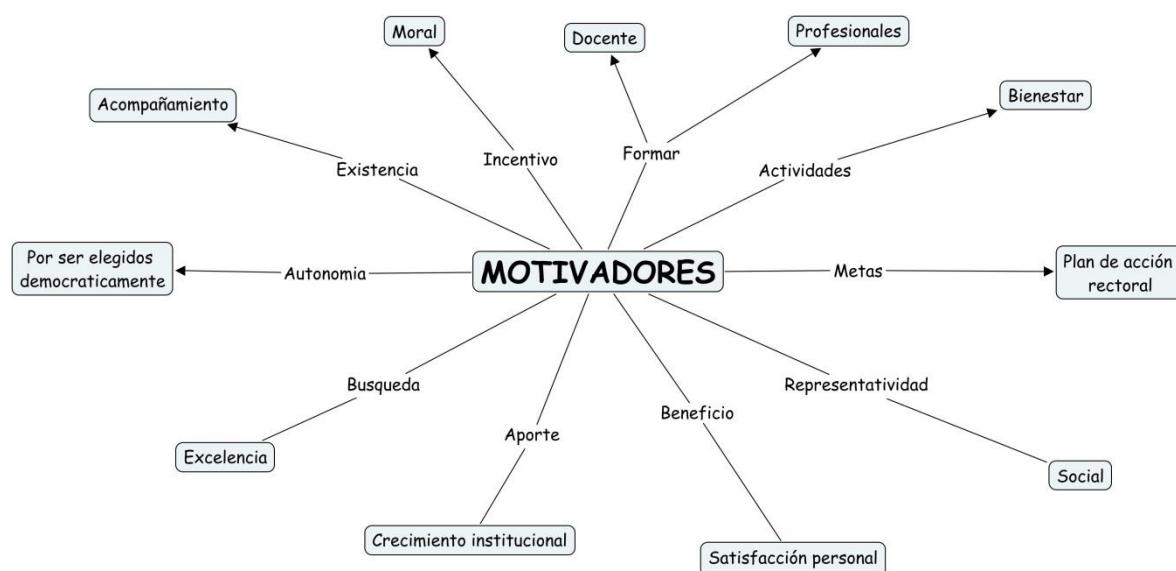 Moral
Docente
Profesionales
Acompañamiento
Bienestar
Existencia
Incentivo
Formar
Actividades
Por ser elegidos
democraticamente
Autonomia
MOTIVADORES
Metas
Plan de acción
rectoral
Busqueda
Aporte
Beneficio
Representatividad
Excelencia
Crecimiento institucional
Satisfacción personal
Social